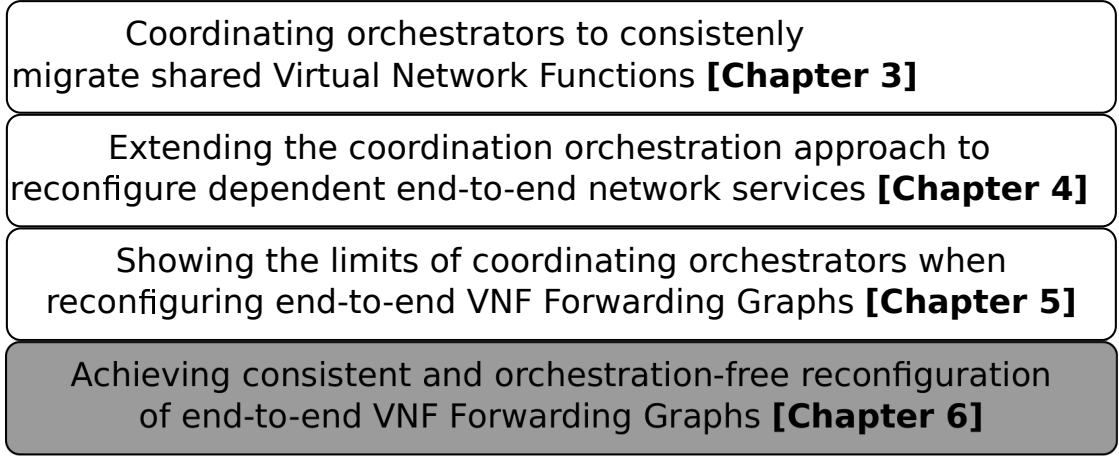 Coordinating orchestrators to consistenly
migrate shared Virtual Network Functions [Chapter 3]
Extending the coordination orchestration approach to
reconfigure dependent end-to-end network services [Chapter 4]
Showing the limits of coordinating orchestrators when
reconfiguring end-to-end VNF Forwarding Graphs [Chapter 5]
Achieving consistent and orchestration-free reconfiguration
of end-to-end VNF Forwarding Graphs [Chapter 6]